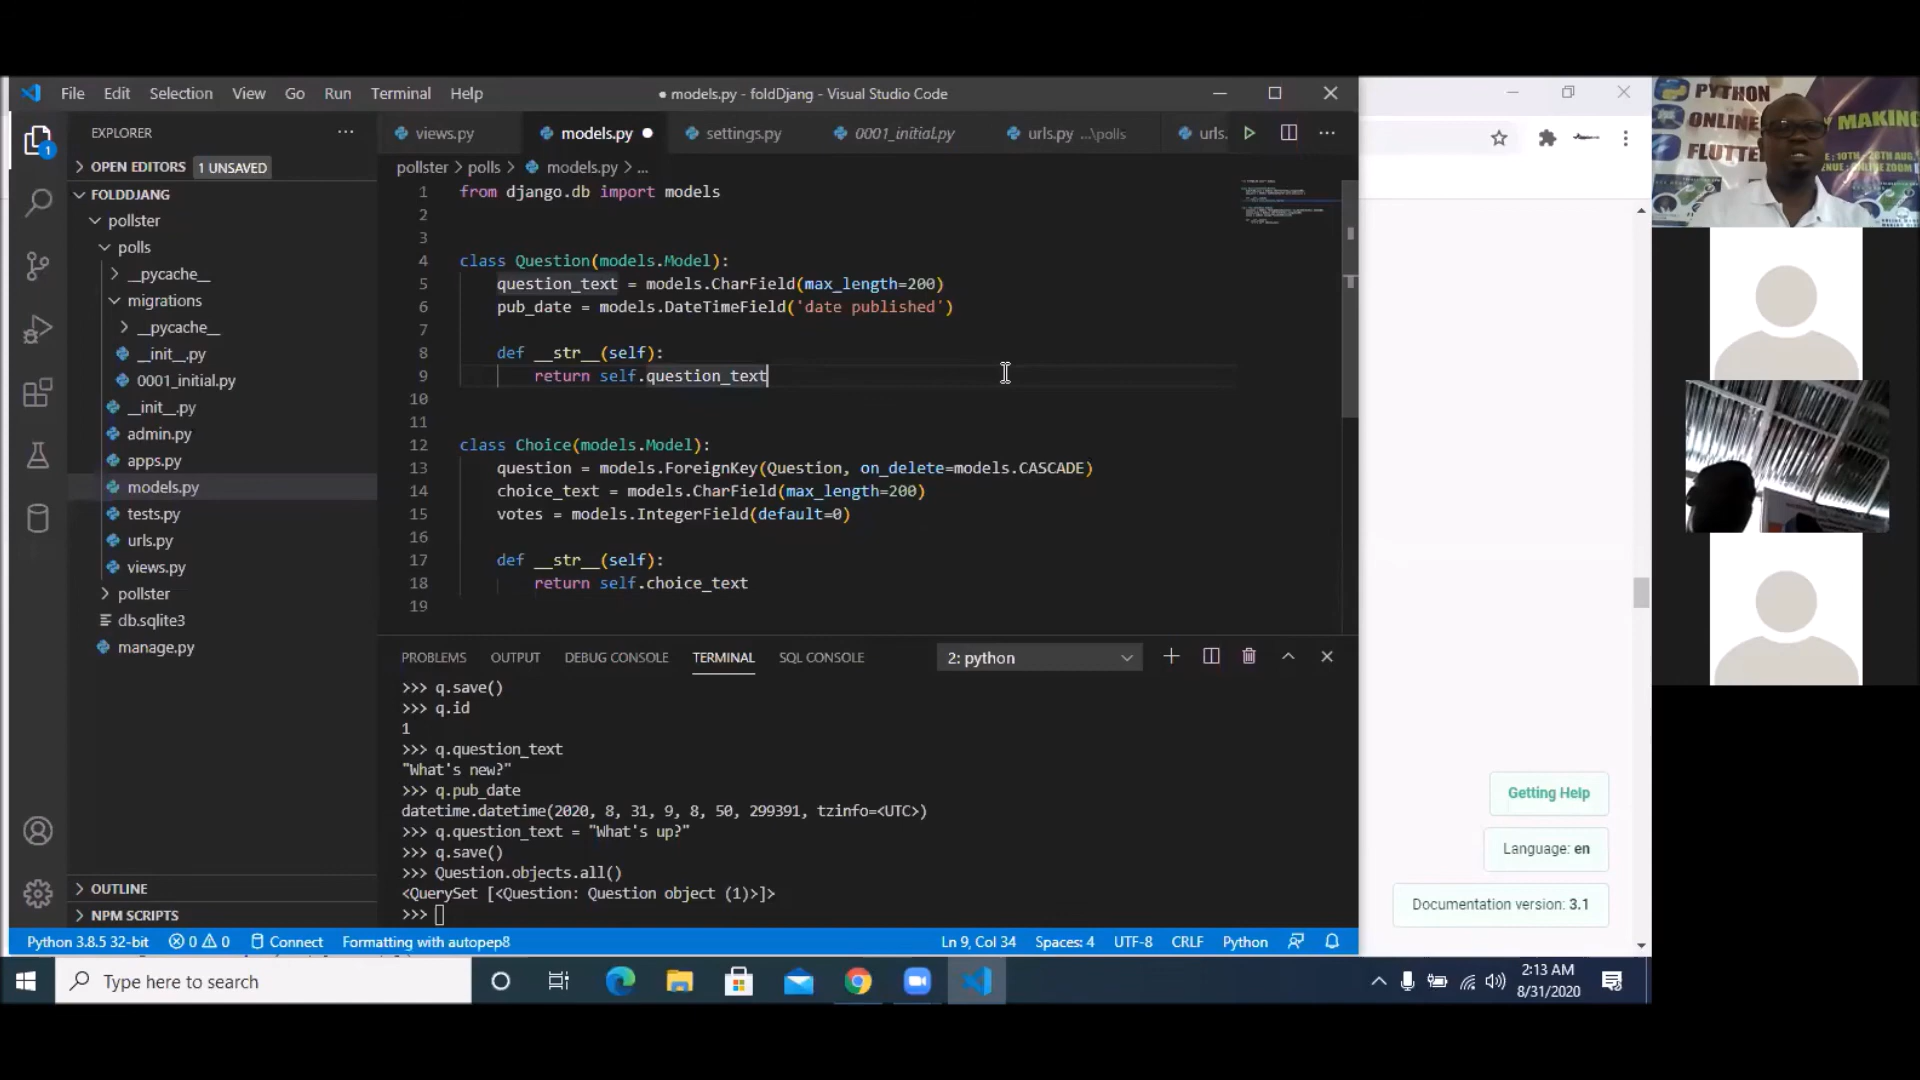 File Edit Selection View Go Run Terminal Help
● models.py - foldDjang - Visual Studio Code
EXPLORER
OPEN EDITORS 1 UNSAVED
FOLDDJANG
pollster
polls
__pycache__
migrations
__pycache__
__init__.py
0001_initial.py
__init__.py
admin.py
apps.py
models.py
tests.py
urls.py
views.py
pollster
db.sqlite3
manage.py
OUTLINE
NPM SCRIPTS
1
views.py models.py settings.py 0001_initial.py urls.py ...\polls urls.
pollster > polls > models.py > ...
1 from django.db import models
2
3
4 class Question(models.Model):
5 question_text = models.CharField(max_length=200)
6 pub_date = models.DateTimeField('date published')
7
8 def __str__(self):
9 return self.question_text
10
11
12 class Choice(models.Model):
13 question = models.ForeignKey(Question, on_delete=models.CASCADE)
14 choice_text = models.CharField(max_length=200)
15 votes = models.IntegerField(default=0)
16
17 def __str__(self):
18 return self.choice_text
19
PROBLEMS OUTPUT DEBUG CONSOLE TERMINAL SQL CONSOLE 2: python
>>> q.save()
>>> q.id
1
>>> q.question_text
"What's new?"
>>> q.pub_date
datetime.datetime(2020, 8, 31, 9, 8, 50, 299391, tzinfo=<UTC>)
>>> q.question_text = "What's up?"
>>> q.save()
>>> Question.objects.all()
<QuerySet [<Question: Question object (1)>]>
>>>
Python 3.8.5 32-bit 0 0 Connect Formatting with autopep8 Ln 9, Col 34 Spaces: 4 UTF-8 CRLF Python
Getting Help
Language: en
Documentation version: 3.1
PYTHON
ONLINE
FLUTTE
MAKING
Type here to search
2:13 AM
8/31/2020